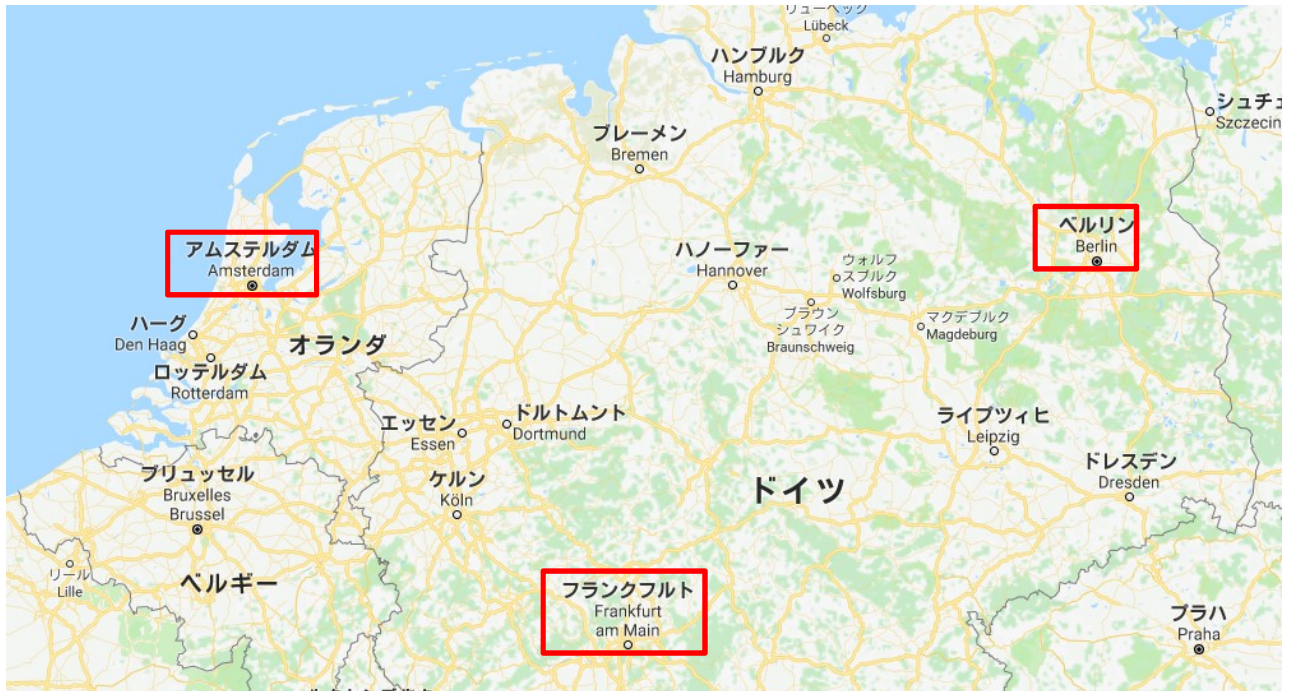 リューベック
Lübeck
ハンブルク
Hamburg
シュチェ
Szczecin
ブレーメン
Bremen
ベルリン
Berlin
アムステルダム
Amsterdam
ハノーファー
Hannover
ウォルフ
スブルク
Wolfsburg
ブラウン
シュワイク
Braunschweig
マクデブルク
Magdeburg
ハーグ
Den Haag
オランダ
ロッテルダム
Rotterdam
エッセン
Essen
ドルトムント
Dortmund
ライプツィヒ
Leipzig
ドレスデン
Dresden
ブリュッセル
Bruxelles
Brussel
ケルン
Köln
ドイツ
リール
Lille
ベルギー
フランクフルト
Frankfurt
am Main
プラハ
Praha